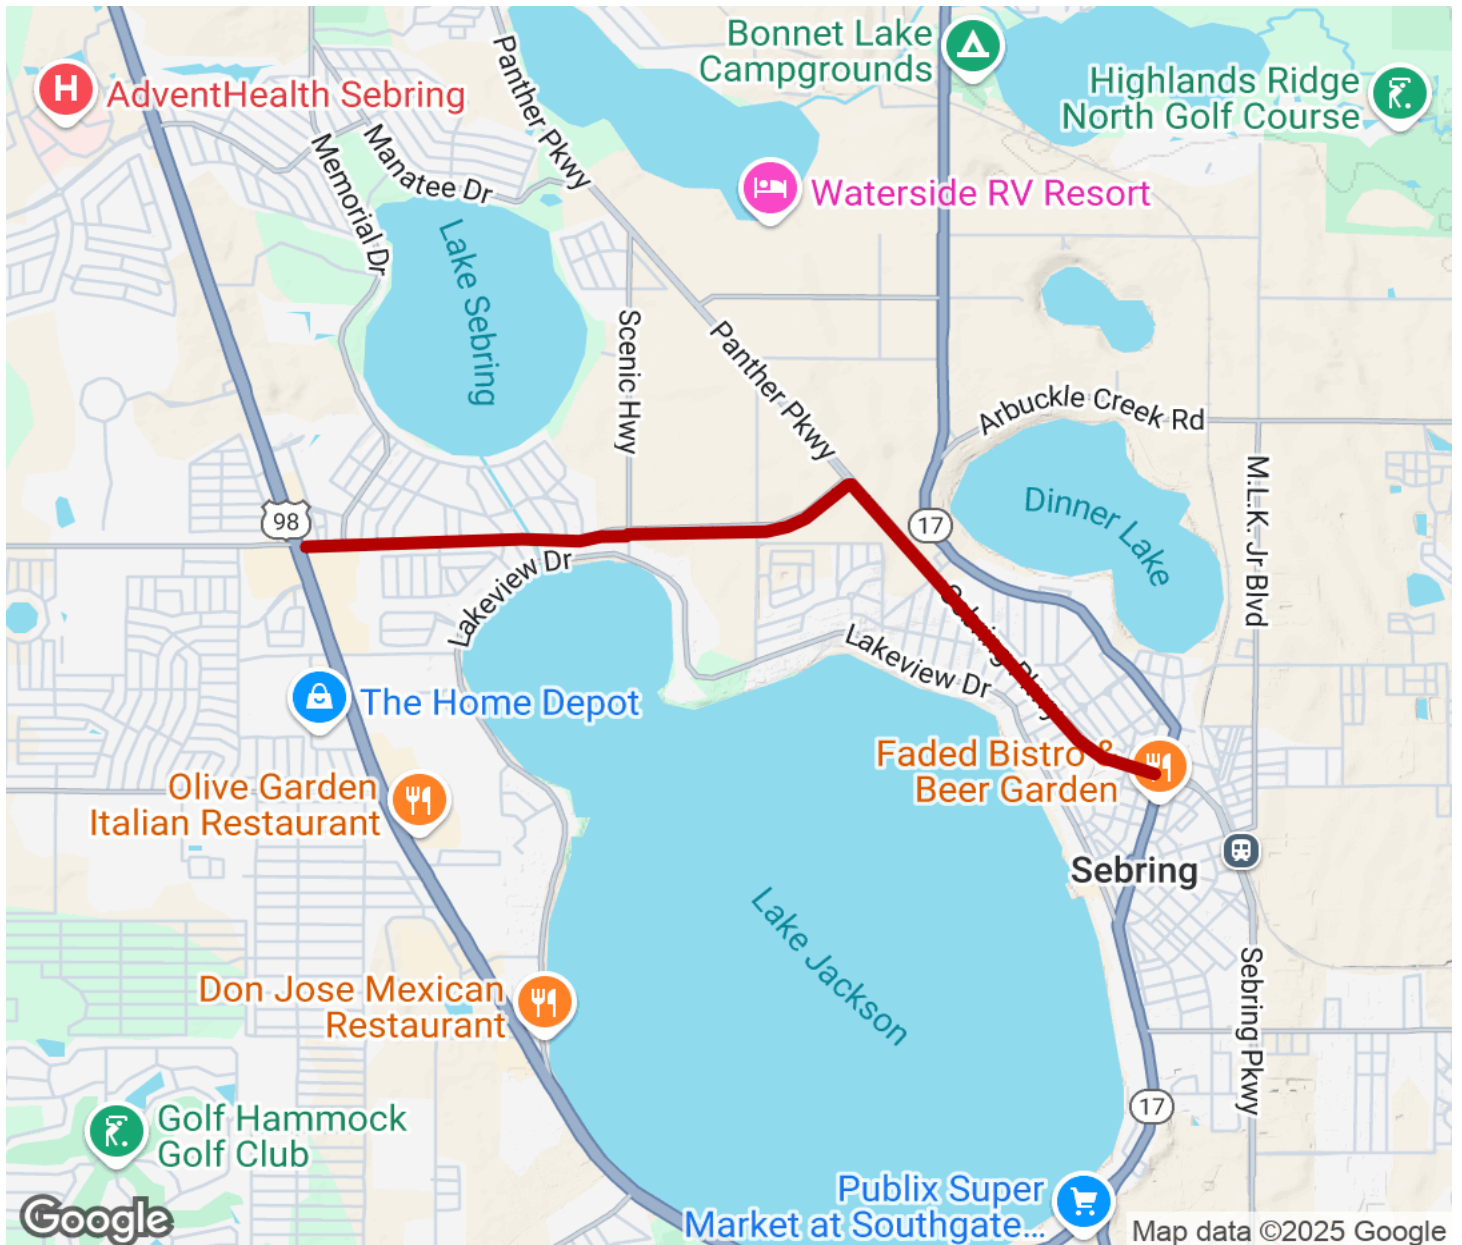 Bonnet Lake
Campgrounds
Highlands Ridge
North Golf Course
AdventHealth Sebring
Panther Pkwy
Manatee Dr
Memorial Dr
Waterside RV Resort
Lake Sebring
Scenic Hwy
Panther Pkwy
Arbuckle Creek Rd
M.L.K. Jr Blvd
98
17
Dinner Lake
Lakeview Dr
Sebring Pkwy
Lakeview Dr
The Home Depot
Faded Bistro &
Beer Garden
Olive Garden
Italian Restaurant
Sebring
Lake Jackson
Sebring Pkwy
Don Jose Mexican
Restaurant
17
Golf Hammock
Golf Club
Publix Super
Market at Southgate...
Google
Map data ©2025 Google